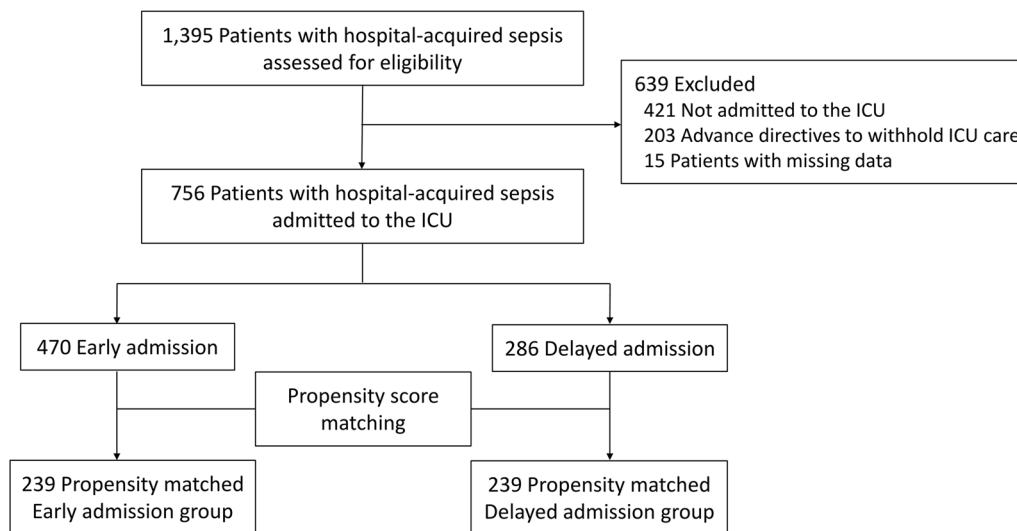 1,395 Patients with hospital-acquired sepsis
assessed for eligibility
639 Excluded
421 Not admitted to the ICU
203 Advance directives to withhold ICU care
15 Patients with missing data
756 Patients with hospital-acquired sepsis
admitted to the ICU
470 Early admission
286 Delayed admission
Propensity score
matching
239 Propensity matched
Early admission group
239 Propensity matched
Delayed admission group